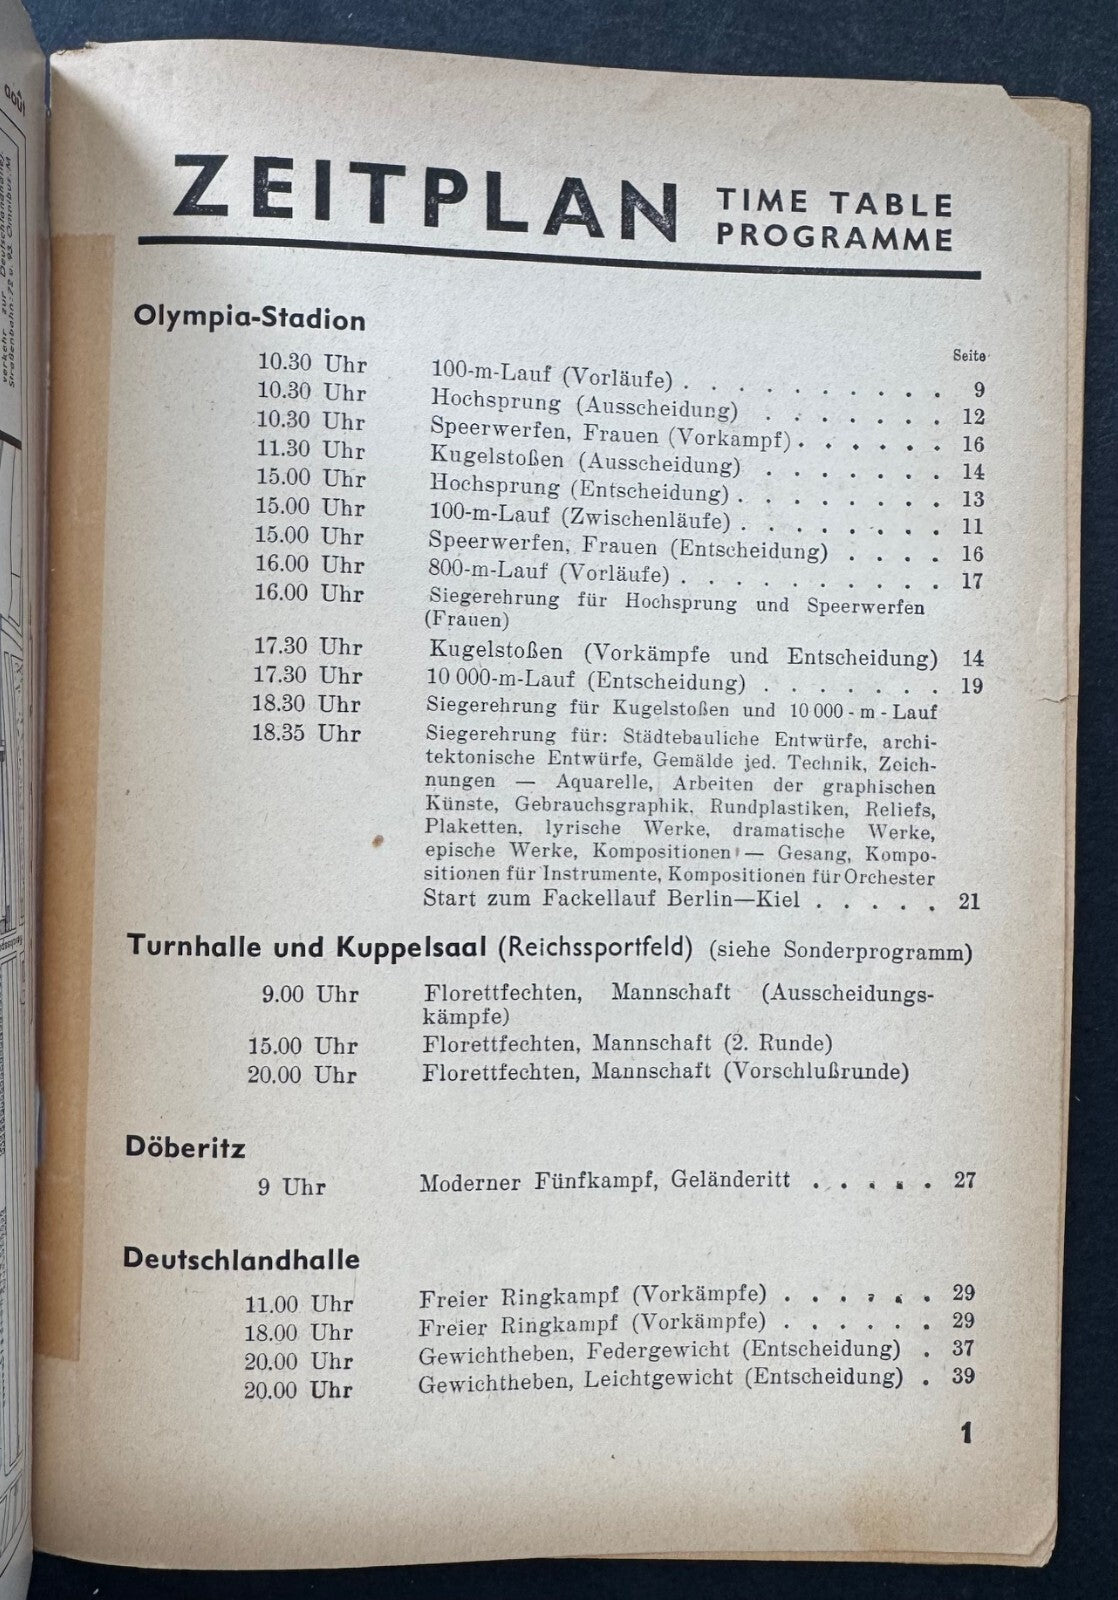 août
verkehr zur Deutschlandhalle)
Straßenbahn: 72 u. 93. Omnibus: M
ZEITPLAN TIME TABLE
PROGRAMME
Olympia-Stadion
Seite
10.30 Uhr 100-m-Lauf (Vorläufe) . . . . . . . . . . 9
10.30 Uhr Hochsprung (Ausscheidung) . . . . . . . 12
10.30 Uhr Speerwerfen, Frauen (Vorkampf) . . . . . . 16
11.30 Uhr Kugelstoßen (Ausscheidung) . . . . . . . 14
15.00 Uhr Hochsprung (Entscheidung) . . . . . . . . 13
15.00 Uhr 100-m-Lauf (Zwischenläufe) . . . . . . . . 11
15.00 Uhr Speerwerfen, Frauen (Entscheidung) . . . . 16
16.00 Uhr 800-m-Lauf (Vorläufe) . . . . . . . . . . 17
16.00 Uhr Siegerehrung für Hochsprung und Speerwerfen
(Frauen)
17.30 Uhr Kugelstoßen (Vorkämpfe und Entscheidung) 14
17.30 Uhr 10 000-m-Lauf (Entscheidung) . . . . . . . 19
18.30 Uhr Siegerehrung für Kugelstoßen und 10 000 - m - Lauf
18.35 Uhr Siegerehrung für: Städtebauliche Entwürfe, archi-
tektonische Entwürfe, Gemälde jed. Technik, Zeich-
nungen — Aquarelle, Arbeiten der graphischen
Künste, Gebrauchsgraphik, Rundplastiken, Reliefs,
Plaketten, lyrische Werke, dramatische Werke,
epische Werke, Kompositionen — Gesang, Kompo-
sitionen für Instrumente, Kompositionen für Orchester
Start zum Fackellauf Berlin—Kiel . . . . . 21
Turnhalle und Kuppelsaal (Reichssportfeld) (siehe Sonderprogramm)
9.00 Uhr Florettfechten, Mannschaft (Ausscheidungs-
kämpfe)
15.00 Uhr Florettfechten, Mannschaft (2. Runde)
20.00 Uhr Florettfechten, Mannschaft (Vorschlußrunde)
Döberitz
9 Uhr Moderner Fünfkampf, Geländeritt . . . . . 27
Deutschlandhalle
11.00 Uhr Freier Ringkampf (Vorkämpfe) . . . . . . 29
18.00 Uhr Freier Ringkampf (Vorkämpfe) . . . . . . 29
20.00 Uhr Gewichtheben, Federgewicht (Entscheidung) . 37
20.00 Uhr Gewichtheben, Leichtgewicht (Entscheidung) . 39
1